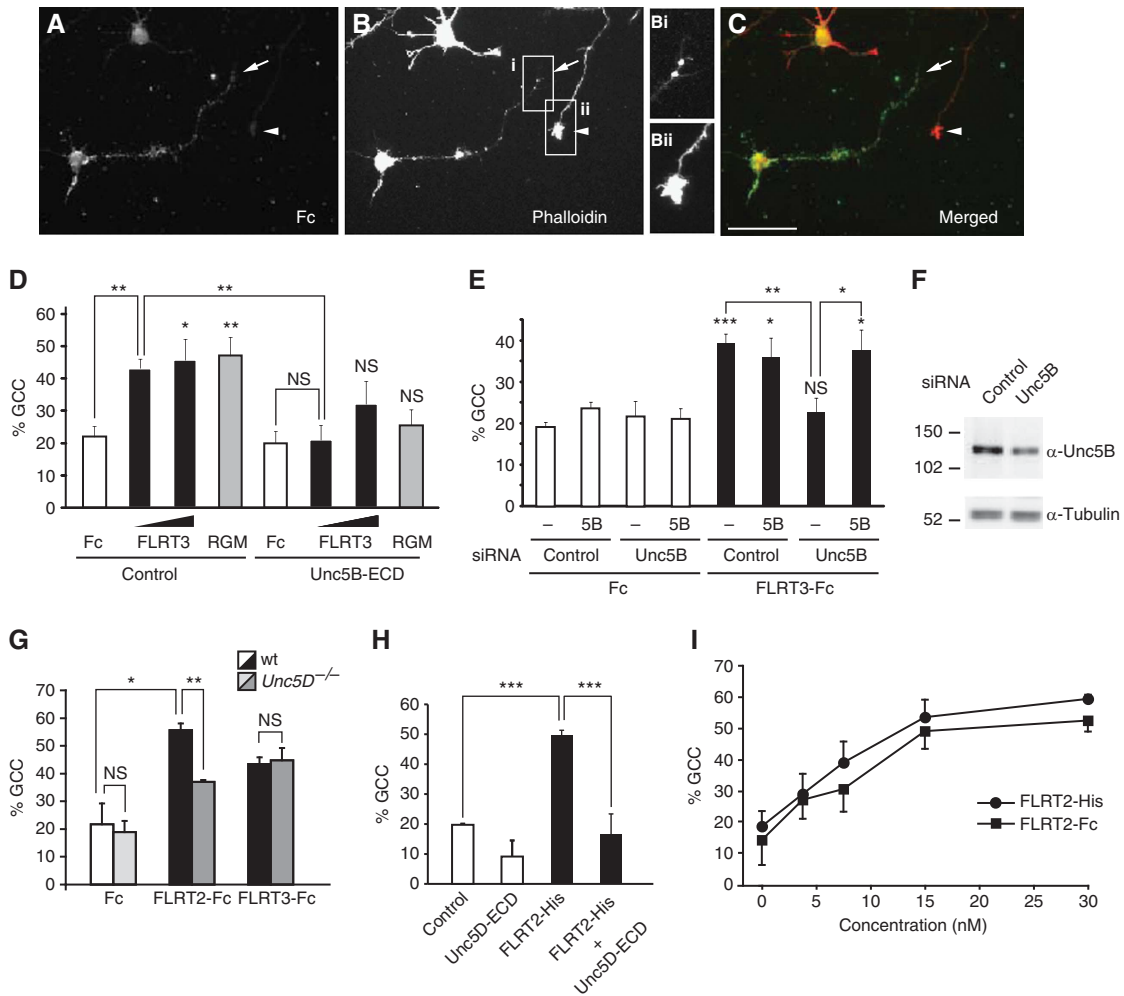 A
Fc
B
i
ii
Phalloidin
Bi
Bii
C
Merged
D
** **
* **
NS NS NS
% GCC
60
50
40
30
20
10
0
Fc FLRT3 RGM Fc FLRT3 RGM
Control Unc5B-ECD
E
** *
*** * NS *
% GCC
40
30
20
10
0
– 5B – 5B – 5B – 5B
siRNA Control Unc5B Control Unc5B
Fc FLRT3-Fc
F
siRNA Control Unc5B
150
102
α-Unc5B
52
α-Tubulin
G
wt
Unc5D–/–
* **
NS NS
% GCC
70
60
50
40
30
20
10
0
Fc FLRT2-Fc FLRT3-Fc
H
*** ***
% GCC
60
50
40
30
20
10
0
Control
Unc5D-ECD
FLRT2-His
FLRT2-His
+
Unc5D-ECD
I
% GCC
70
60
50
40
30
20
10
0
FLRT2-His
FLRT2-Fc
0 5 10 15 20 25 30
Concentration (nM)